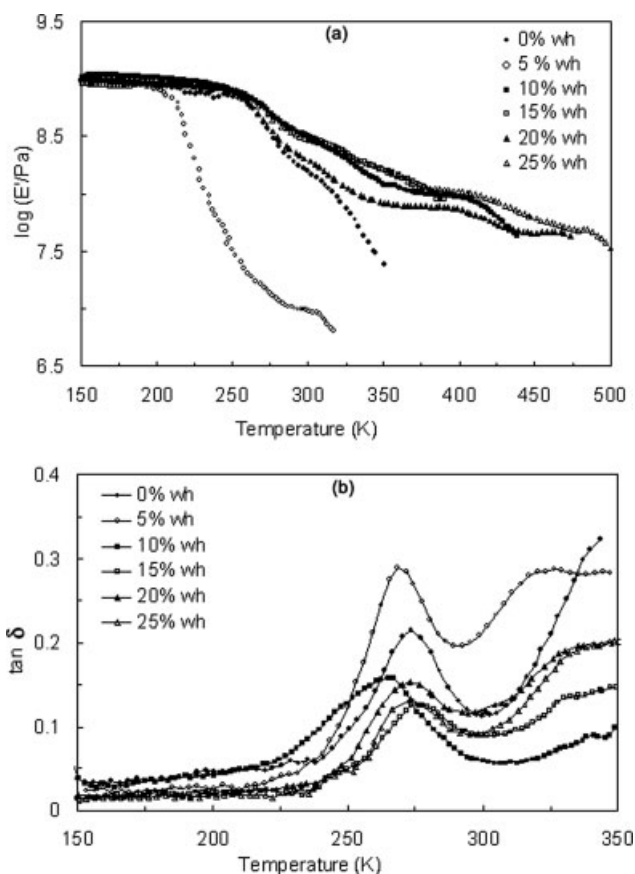 (a)
9.5
8.5
7.5
6.5
log (E'/Pa)
0% wh
5 % wh
10% wh
15% wh
20% wh
25% wh
150 200 250 300 350 400 450 500
Temperature (K)
(b)
0.4
0.3
0.2
0.1
0
tan δ
0% wh
5% wh
10% wh
15% wh
20% wh
25% wh
150 200 250 300 350
Temperature (K)